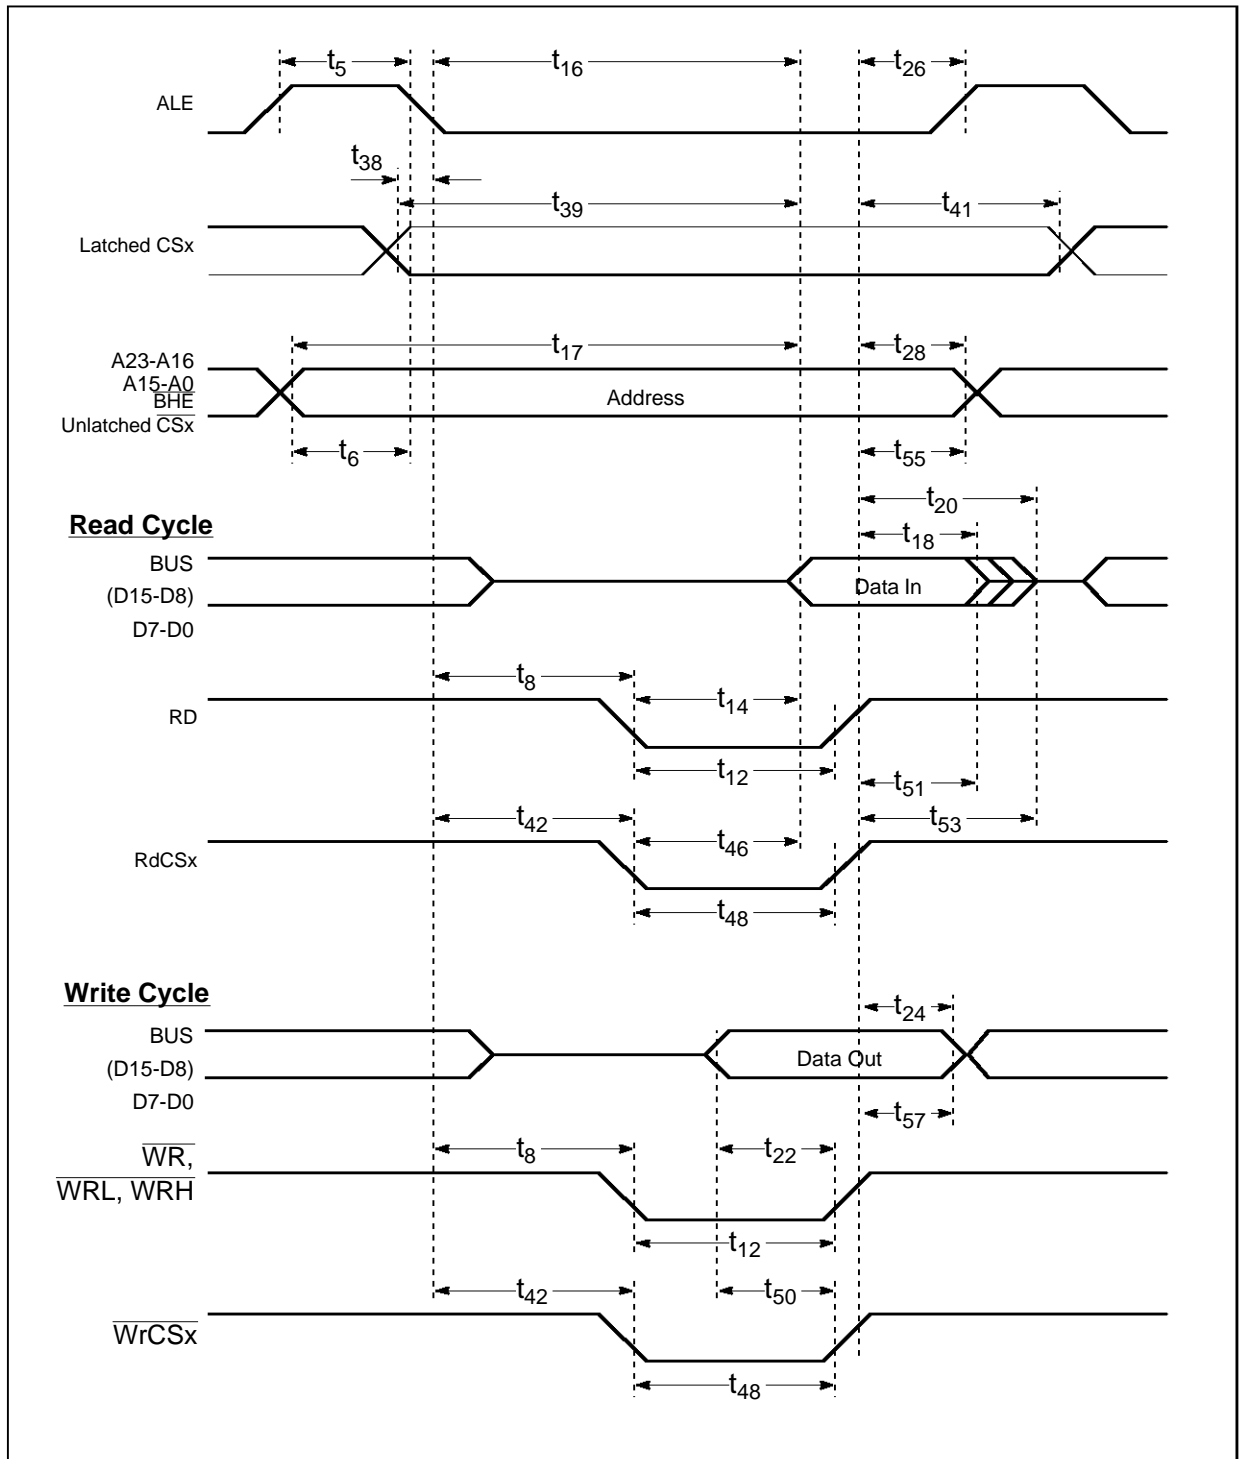 t5
t16
t26
ALE
t38
t39
t41
Latched CSx
t17
t28
A23-A16
A15-A0
BHE
Address
Unlatched CSx
t6
t55
t20
Read Cycle
t18
BUS
(D15-D8)
Data In
D7-D0
t8
t14
RD
t12
t51
t42
t46
t53
RdCSx
t48
Write Cycle
t24
BUS
(D15-D8)
Data Out
D7-D0
t57
WR,
t8
t22
WRL, WRH
t12
t42
t50
WrCSx
t48